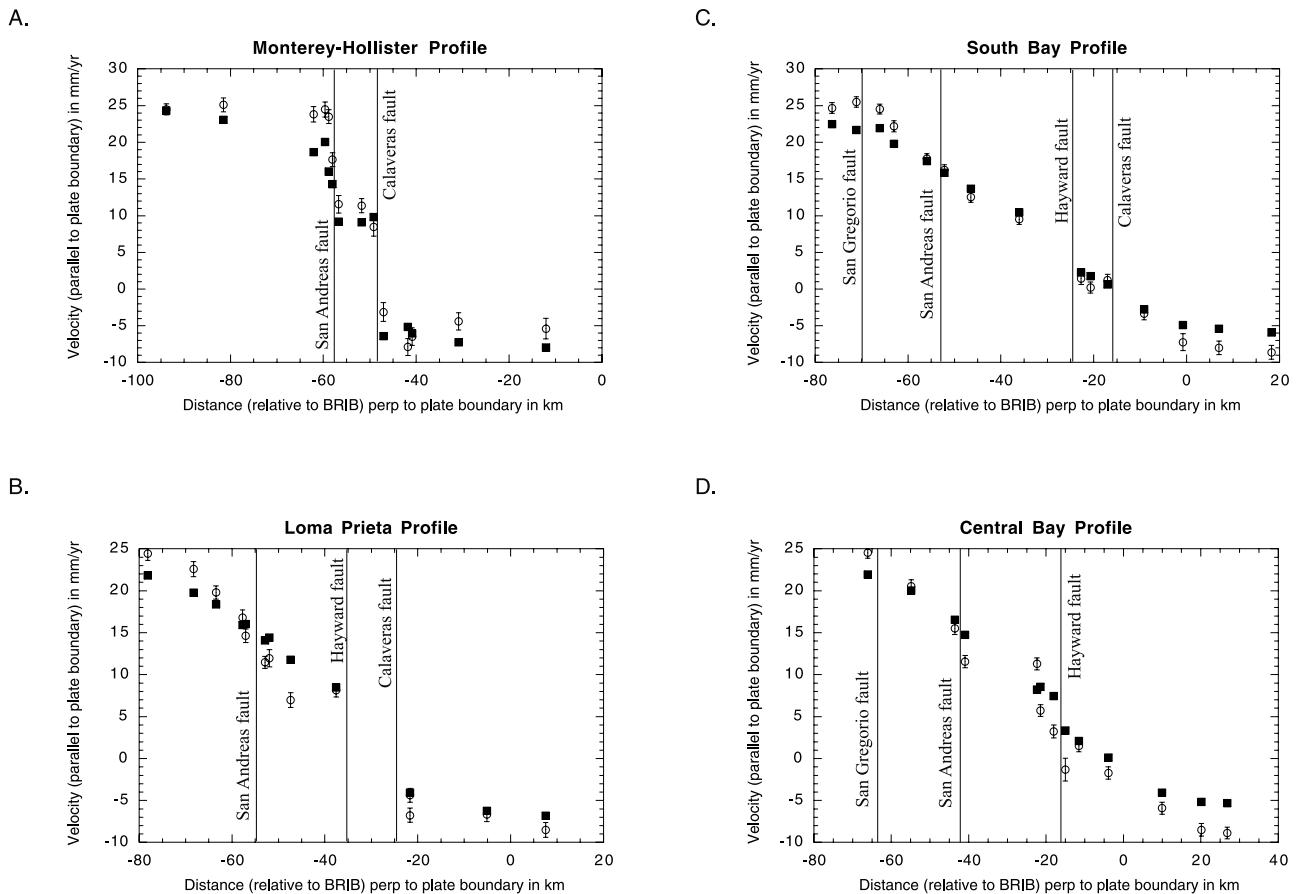 A.
Monterey-Hollister Profile
Velocity (parallel to plate boundary) in mm/yr
30
25
20
15
10
5
0
-5
-10
San Andreas fault
Calaveras fault
-100
-80
-60
-40
-20
0
Distance (relative to BRIB) perp to plate boundary in km
C.
South Bay Profile
Velocity (parallel to plate boundary) in mm/yr
30
25
20
15
10
5
0
-5
-10
San Gregorio fault
San Andreas fault
Hayward fault
Calaveras fault
-80
-60
-40
-20
0
20
Distance (relative to BRIB) perp to plate boundary in km
B.
Loma Prieta Profile
Velocity (parallel to plate boundary) in mm/yr
25
20
15
10
5
0
-5
-10
San Andreas fault
Hayward fault
Calaveras fault
-80
-60
-40
-20
0
20
Distance (relative to BRIB) perp to plate boundary in km
D.
Central Bay Profile
Velocity (parallel to plate boundary) in mm/yr
25
20
15
10
5
0
-5
-10
San Gregorio fault
San Andreas fault
Hayward fault
-80
-60
-40
-20
0
20
40
Distance (relative to BRIB) perp to plate boundary in km